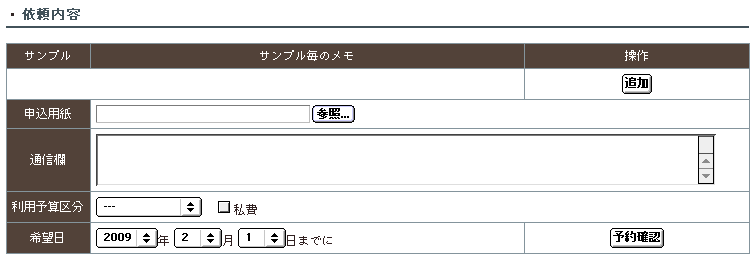 ・依頼内容
サンプル サンプル毎のメモ 操作
追加
申込用紙 参照...
通信欄
利用予算区分 --- 私費
希望日 2009 年 2 月 1 日までに 予約確認